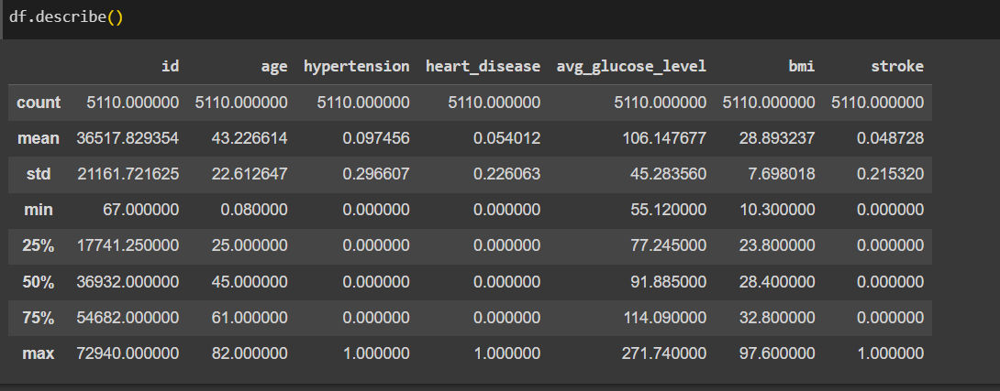 df.describe()
id age hypertension heart_disease avg_glucose_level bmi stroke
count 5110.000000 5110.000000 5110.000000 5110.000000 5110.000000 5110.000000 5110.000000
mean 36517.829354 43.226614 0.097456 0.054012 106.147677 28.893237 0.048728
std 21161.721625 22.612647 0.296607 0.226063 45.283560 7.698018 0.215320
min 67.000000 0.080000 0.000000 0.000000 55.120000 10.300000 0.000000
25% 17741.250000 25.000000 0.000000 0.000000 77.245000 23.800000 0.000000
50% 36932.000000 45.000000 0.000000 0.000000 91.885000 28.400000 0.000000
75% 54682.000000 61.000000 0.000000 0.000000 114.090000 32.800000 0.000000
max 72940.000000 82.000000 1.000000 1.000000 271.740000 97.600000 1.000000